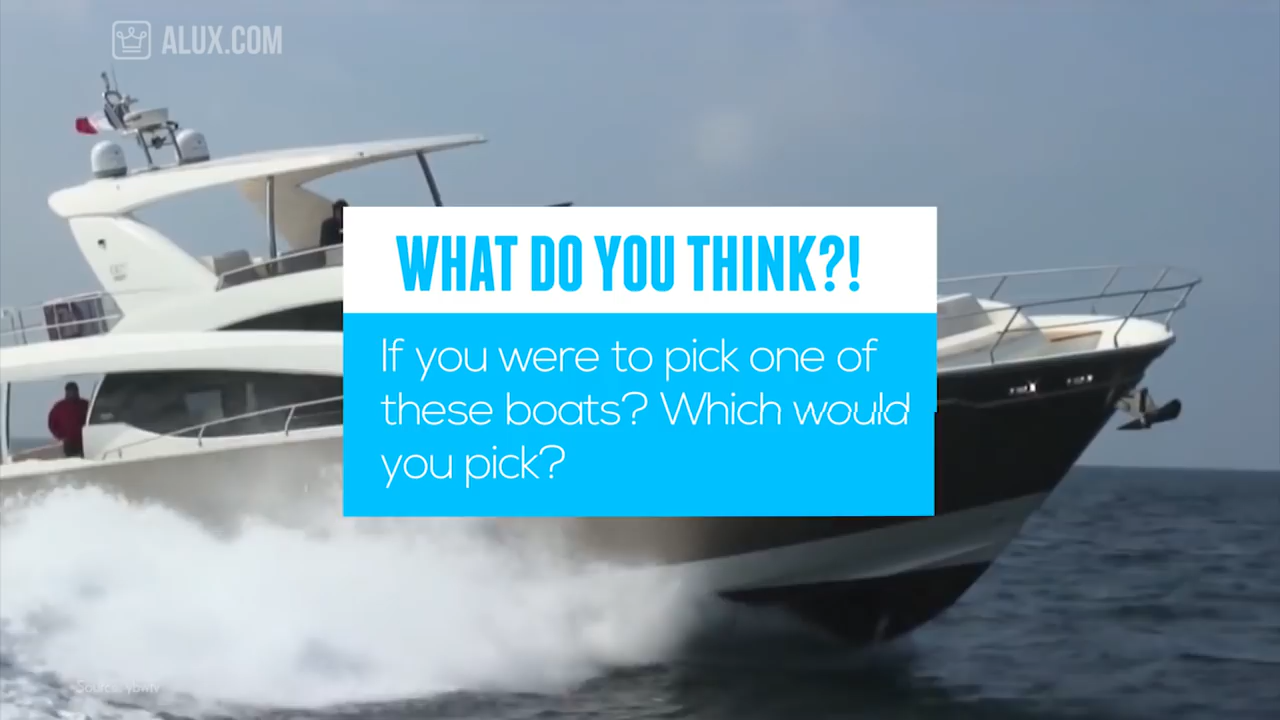 ALUX.COM
WHAT DO YOU THINK?!
If you were to pick one of
these boats? Which would
you pick?